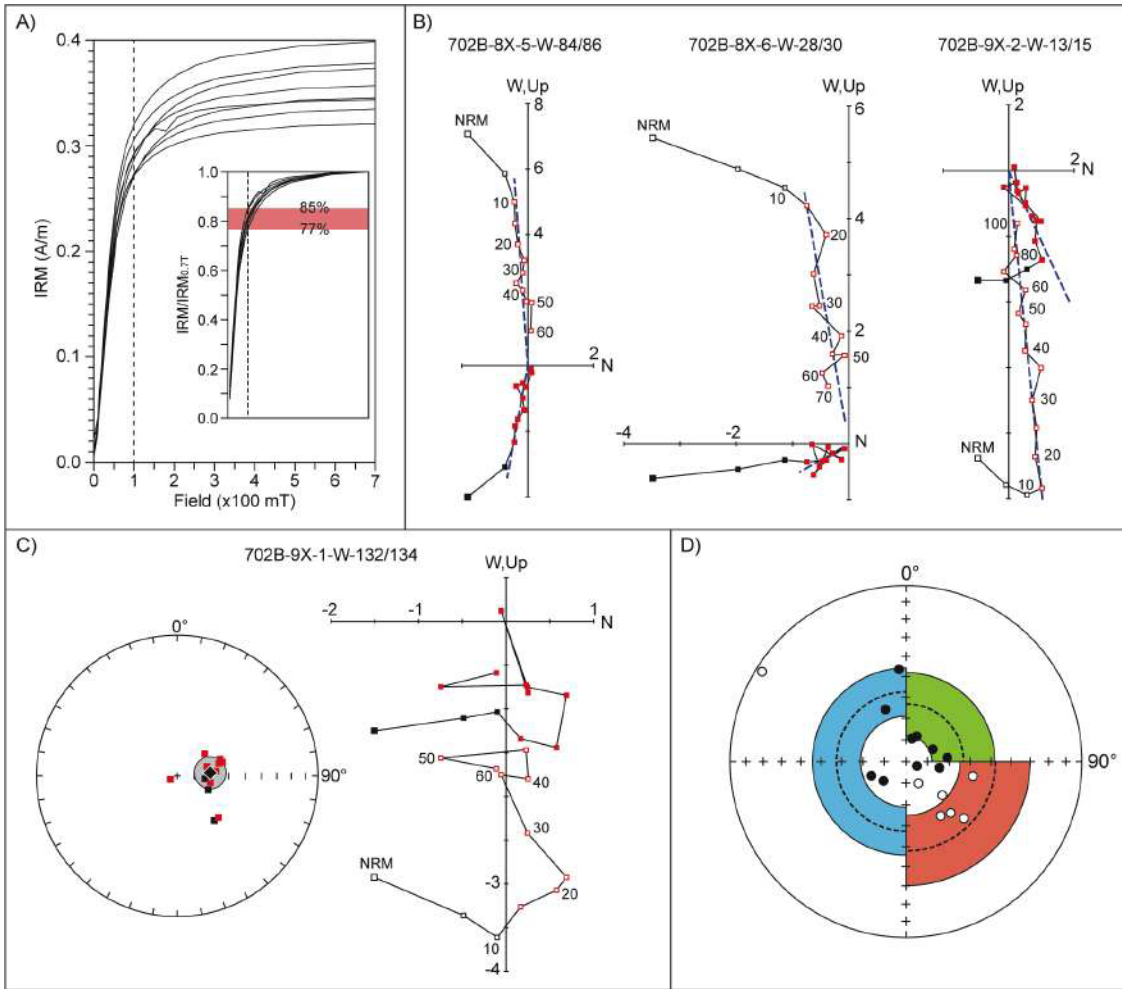 A)
0.4
0.3
0.2
0.1
0.0
IRM (A/m)
0 1 2 3 4 5 6 7
Field (x100 mT)
1.0
0.8
0.6
0.4
0.2
0.0
IRM/IRM0.7T
85%
77%
B)
702B-8X-5-W-84/86
W,Up
8
NRM
6
10
4
20
30
40
50
60
2
N
702B-8X-6-W-28/30
W,Up
6
NRM
10
4
20
30
40
2
50
60
70
-4
-2
N
702B-9X-2-W-13/15
W,Up
2
2
N
100
80
60
50
40
30
NRM
20
10
C)
702B-9X-1-W-132/134
0°
90°
W,Up
-2 -1 1
N
50
60
40
30
NRM
-3
20
10
-4
D)
0°
90°